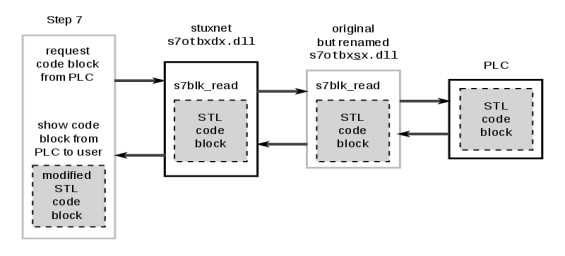 Step 7
request
code block
from PLC
show code
block from
PLC to user
modified
STL
code
block
stuxnet
s7otbxdx.dll
s7blk_read
STL
code
block
original
but renamed
s7otbxsx.dll
s7blk_read
STL
code
block
PLC
STL
code
block